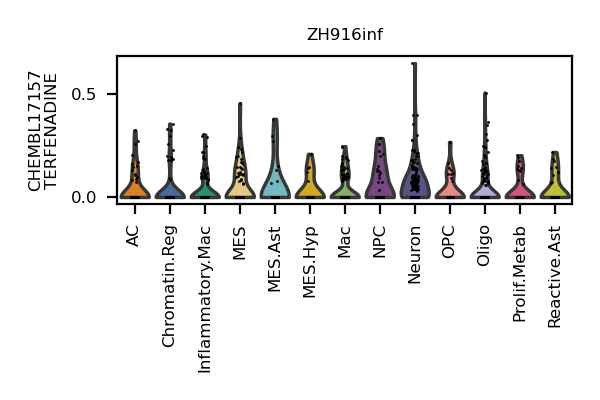 ZH916inf
CHEMBL17157
TERFENADINE
0.5
0.0
AC
Chromatin.Reg
Inflammatory.Mac
MES
MES.Ast
MES.Hyp
Mac
NPC
Neuron
OPC
Oligo
Prolif.Metab
Reactive.Ast